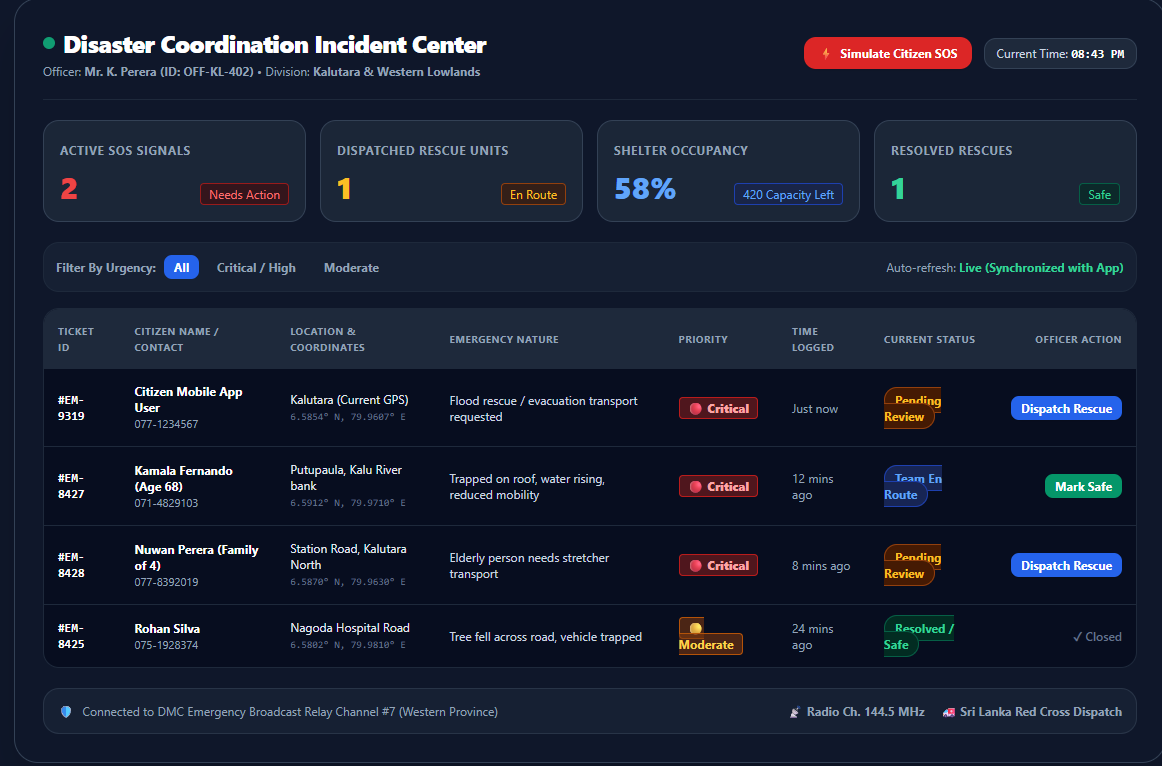 Disaster Coordination Incident Center
Officer: Mr. K. Perera (ID: OFF-KL-402) • Division: Kalutara & Western Lowlands
Simulate Citizen SOS
Current Time: 08:43 PM
ACTIVE SOS SIGNALS
2
Needs Action
DISPATCHED RESCUE UNITS
1
En Route
SHELTER OCCUPANCY
58%
420 Capacity Left
RESOLVED RESCUES
1
Safe
Filter By Urgency: All Critical / High Moderate
Auto-refresh: Live (Synchronized with App)
TICKET
ID
CITIZEN NAME /
CONTACT
LOCATION &
COORDINATES
EMERGENCY NATURE
PRIORITY
TIME
LOGGED
CURRENT STATUS
OFFICER ACTION
#EM-
9319
Citizen Mobile App
User
077-1234567
Kalutara (Current GPS)
6.5854° N, 79.9607° E
Flood rescue / evacuation transport
requested
Critical
Just now
Pending
Review
Dispatch Rescue
#EM-
8427
Kamala Fernando
(Age 68)
071-4829103
Putupaula, Kalu River
bank
6.5912° N, 79.9710° E
Trapped on roof, water rising,
reduced mobility
Critical
12 mins
ago
Team En
Route
Mark Safe
#EM-
8428
Nuwan Perera (Family
of 4)
077-8392019
Station Road, Kalutara
North
6.5870° N, 79.9630° E
Elderly person needs stretcher
transport
Critical
8 mins ago
Pending
Review
Dispatch Rescue
#EM-
8425
Rohan Silva
075-1928374
Nagoda Hospital Road
6.5802° N, 79.9810° E
Tree fell across road, vehicle trapped
Moderate
24 mins
ago
Resolved /
Safe
✓ Closed
Connected to DMC Emergency Broadcast Relay Channel #7 (Western Province)
Radio Ch. 144.5 MHz
Sri Lanka Red Cross Dispatch